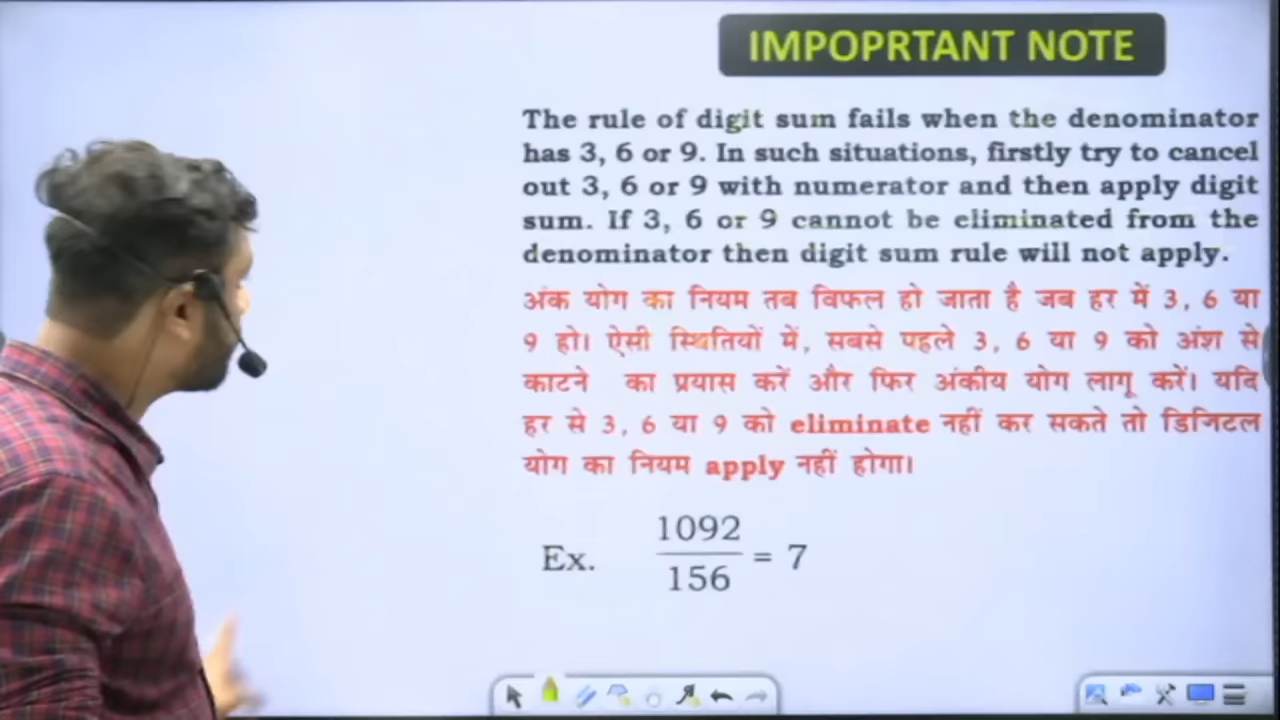 IMPOPRTANT NOTE
The rule of digit sum fails when the denominator
has 3, 6 or 9. In such situations, firstly try to cancel
out 3, 6 or 9 with numerator and then apply digit
sum. If 3, 6 or 9 cannot be eliminated from the
denominator then digit sum rule will not apply.
अंक योग का नियम तब विफल हो जाता है जब हर में 3, 6 या
9 हो। ऐसी स्थितियों में, सबसे पहले 3, 6 या 9 को अंश से
काटने का प्रयास करें और फिर अंकीय योग लागू करें। यदि
हर से 3, 6 या 9 को eliminate नहीं कर सकते तो डिजिटल
योग का नियम apply नहीं होगा।
Ex. 1092/156 = 7